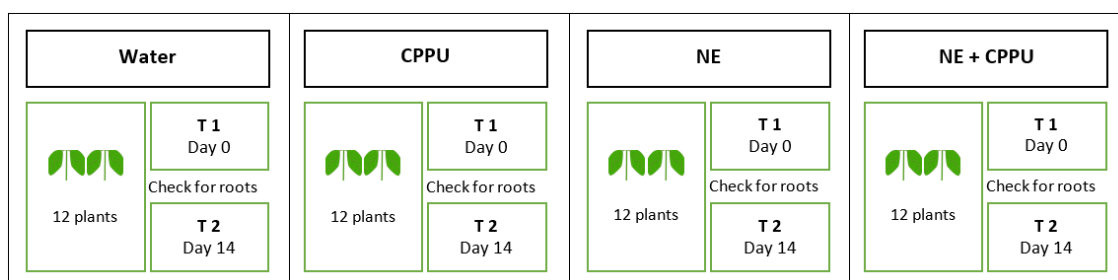 Water
T 1
Day 0
Check for roots
12 plants
T 2
Day 14
CPPU
T 1
Day 0
Check for roots
12 plants
T 2
Day 14
NE
T 1
Day 0
Check for roots
12 plants
T 2
Day 14
NE + CPPU
T 1
Day 0
Check for roots
12 plants
T 2
Day 14